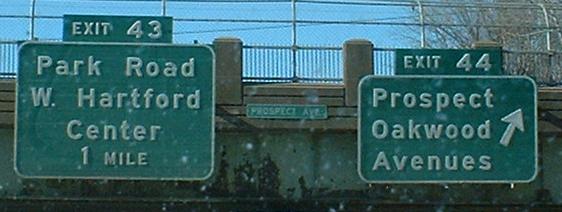 EXIT 43
Park Road
W. Hartford
Center
1 MILE
PROSPECT AVE.
EXIT 44
Prospect
Oakwood
Avenues